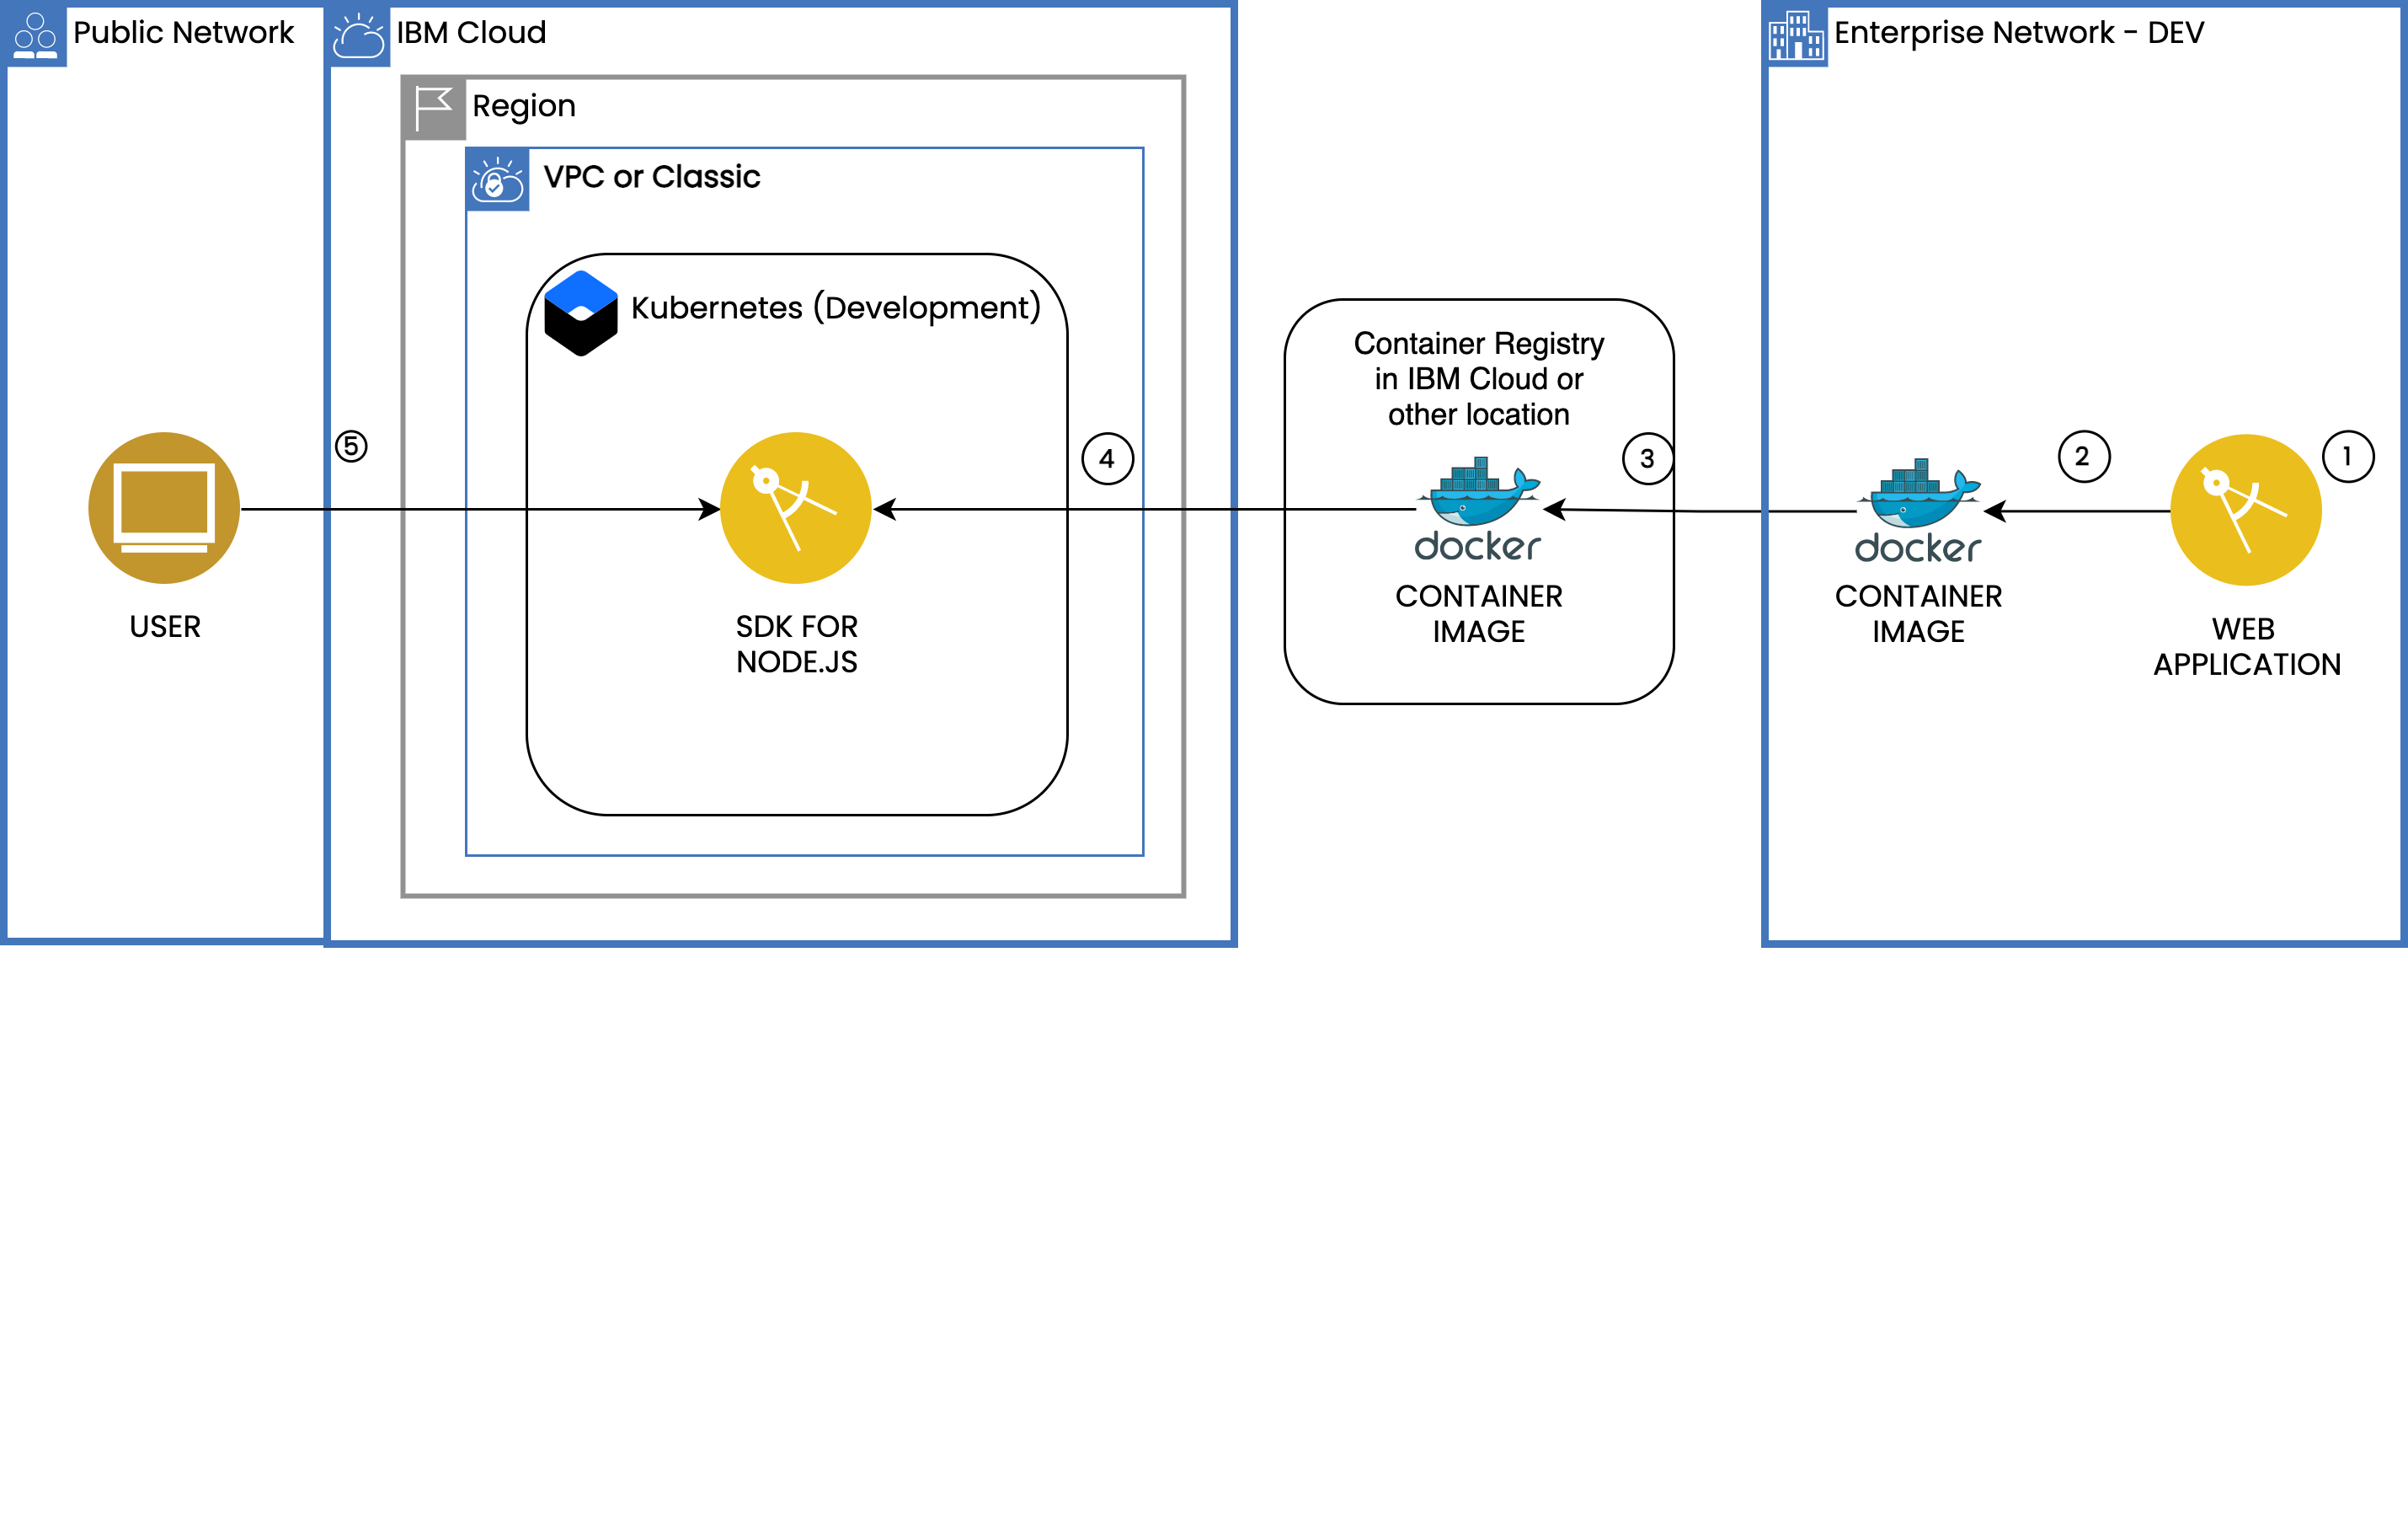 Public Network
IBM Cloud
Enterprise Network - DEV
Region
VPC or Classic
Kubernetes (Development)
Container Registry
in IBM Cloud or
other location
5
4
3
2
1
docker
docker
CONTAINER
IMAGE
CONTAINER
IMAGE
USER
SDK FOR
NODE.JS
WEB
APPLICATION